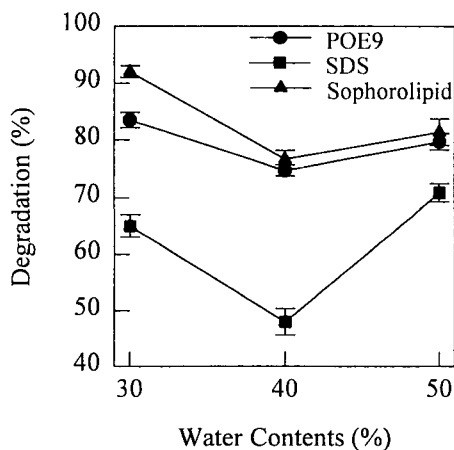 100
90
80
70
60
50
40
Degradation (%)
POE9
SDS
Sophorolipid
30
40
50
Water Contents (%)